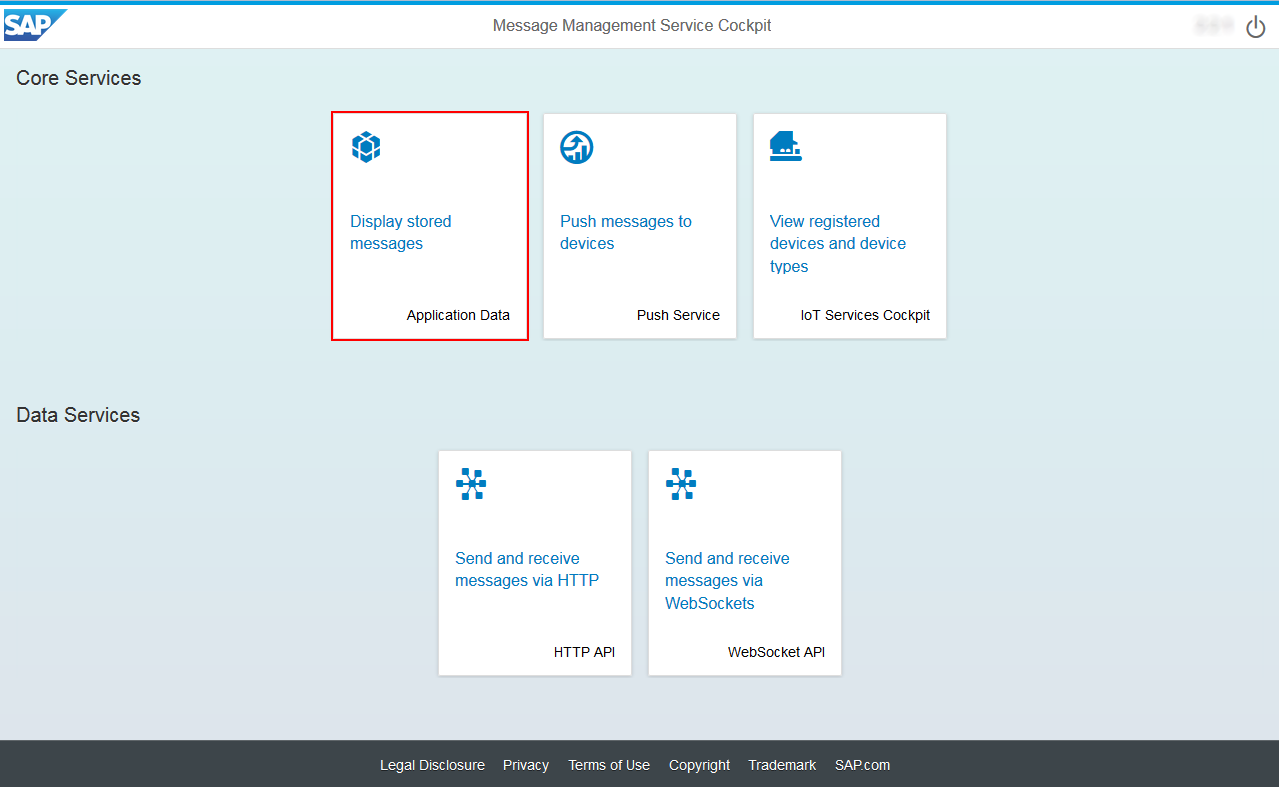 SAP
Message Management Service Cockpit
Core Services
Display stored
messages
Application Data
Push messages to
devices
Push Service
View registered
devices and device
types
IoT Services Cockpit
Data Services
Send and receive
messages via HTTP
HTTP API
Send and receive
messages via
WebSockets
WebSocket API
Legal Disclosure Privacy Terms of Use Copyright Trademark SAP.com